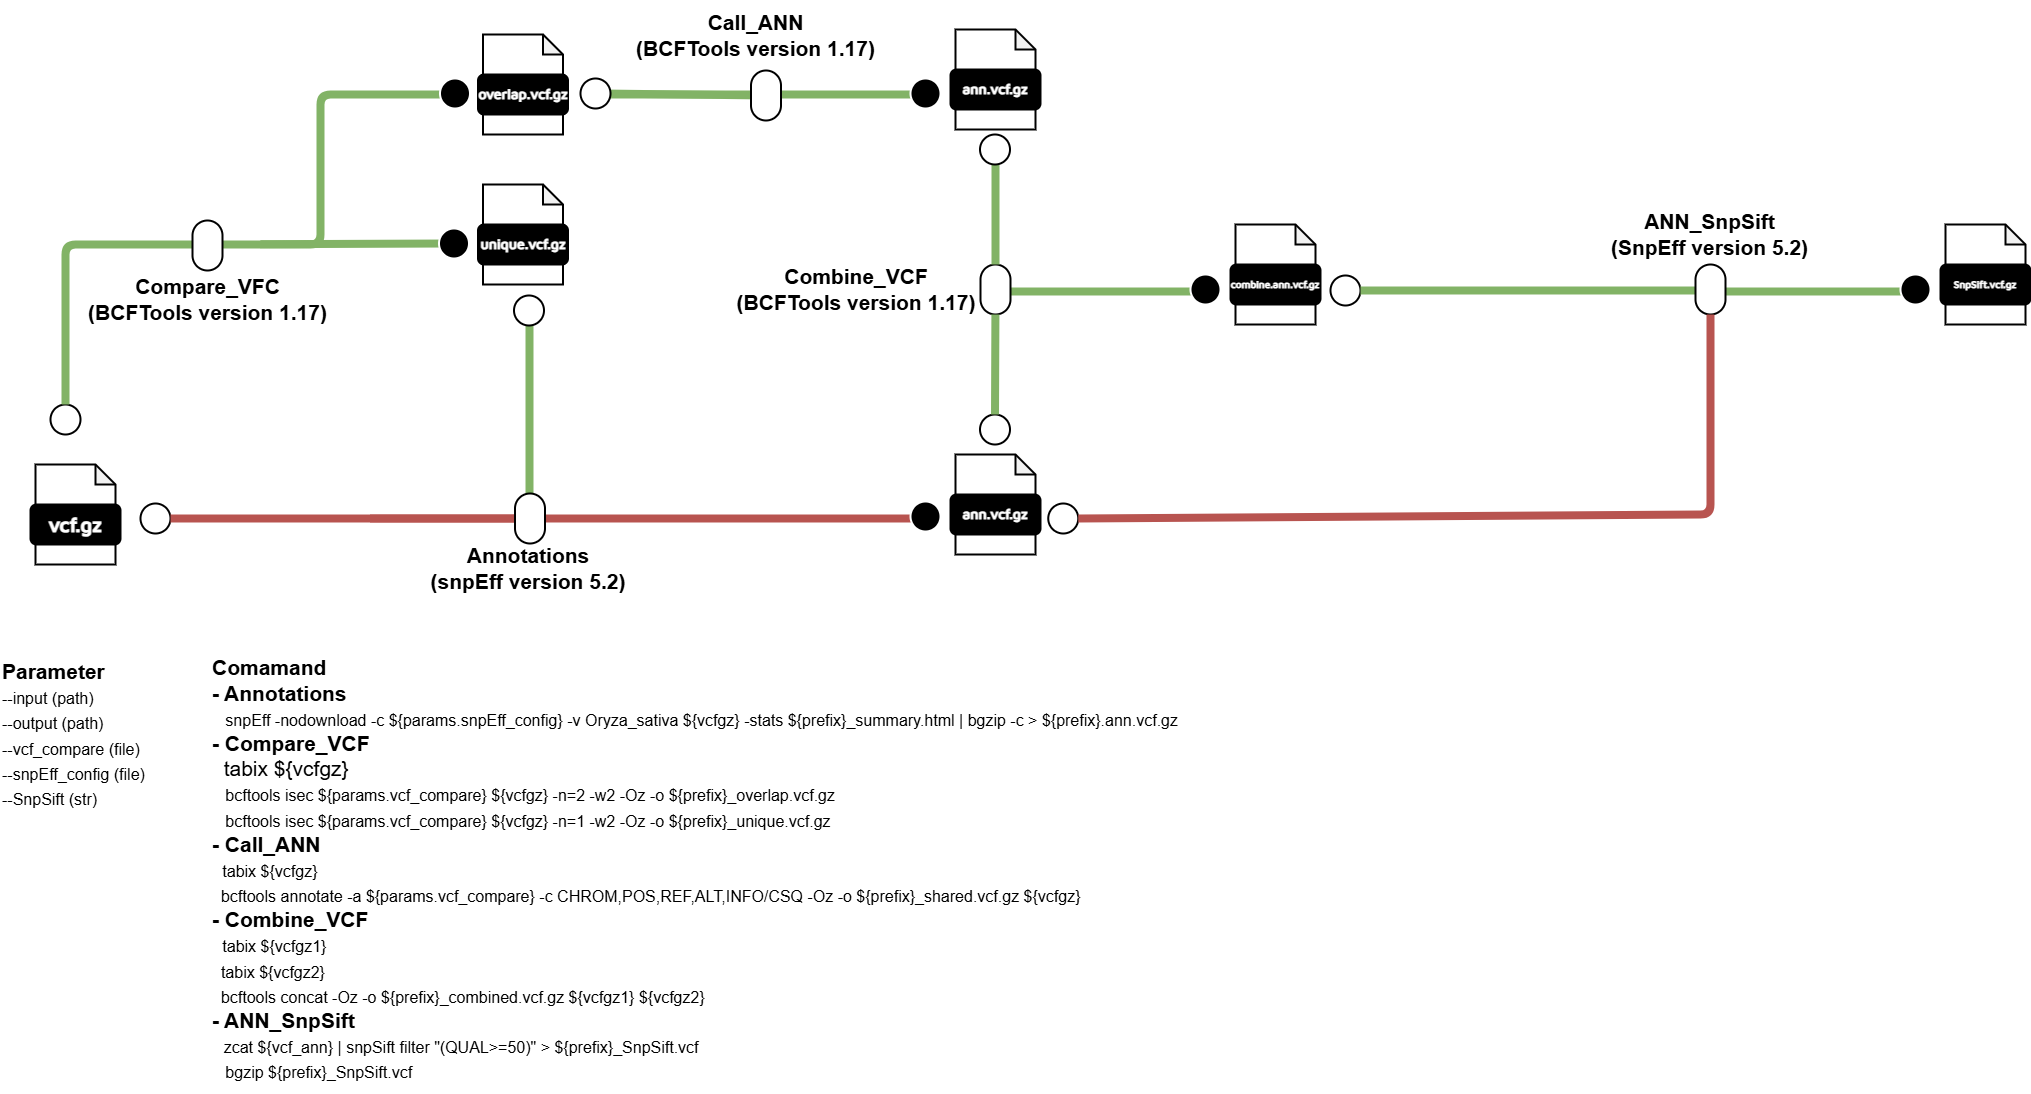 Call_ANN
(BCFTools version 1.17)
overlap.vcf.gz
ann.vcf.gz
unique.vcf.gz
Compare_VFC
(BCFTools version 1.17)
Combine_VCF
(BCFTools version 1.17)
combine.ann.vcf.gz
ANN_SnpSift
(SnpEff version 5.2)
SnpSift.vcf.gz
vcf.gz
Annotations
(snpEff version 5.2)
ann.vcf.gz
Parameter
--input (path)
--output (path)
--vcf_compare (file)
--snpEff_config (file)
--SnpSift (str)
Comamand
- Annotations
snpEff -nodownload -c ${params.snpEff_config} -v Oryza_sativa ${vcfgz} -stats ${prefix}_summary.html | bgzip -c > ${prefix}.ann.vcf.gz
- Compare_VCF
tabix ${vcfgz}
bcftools isec ${params.vcf_compare} ${vcfgz} -n=2 -w2 -Oz -o ${prefix}_overlap.vcf.gz
bcftools isec ${params.vcf_compare} ${vcfgz} -n=1 -w2 -Oz -o ${prefix}_unique.vcf.gz
- Call_ANN
tabix ${vcfgz}
bcftools annotate -a ${params.vcf_compare} -c CHROM,POS,REF,ALT,INFO/CSQ -Oz -o ${prefix}_shared.vcf.gz ${vcfgz}
- Combine_VCF
tabix ${vcfgz1}
tabix ${vcfgz2}
bcftools concat -Oz -o ${prefix}_combined.vcf.gz ${vcfgz1} ${vcfgz2}
- ANN_SnpSift
zcat ${vcf_ann} | snpSift filter "(QUAL>=50)" > ${prefix}_SnpSift.vcf
bgzip ${prefix}_SnpSift.vcf